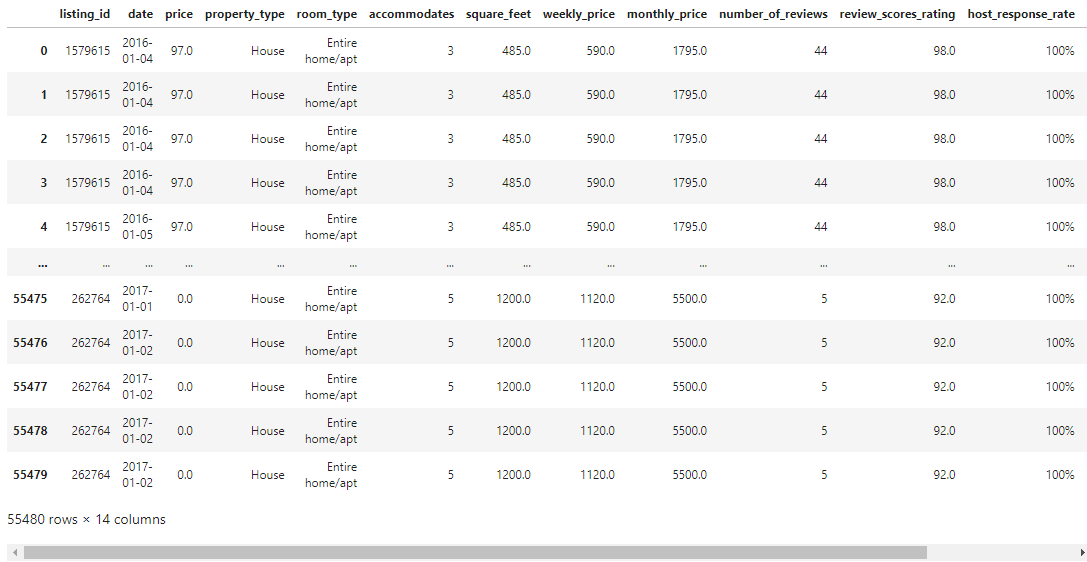 listing_id date price property_type room_type accommodates square_feet weekly_price monthly_price number_of_reviews review_scores_rating host_response_rate
0 1579615 2016-01-04 97.0 House Entire home/apt 3 485.0 590.0 1795.0 44 98.0 100%
1 1579615 2016-01-04 97.0 House Entire home/apt 3 485.0 590.0 1795.0 44 98.0 100%
2 1579615 2016-01-04 97.0 House Entire home/apt 3 485.0 590.0 1795.0 44 98.0 100%
3 1579615 2016-01-04 97.0 House Entire home/apt 3 485.0 590.0 1795.0 44 98.0 100%
4 1579615 2016-01-05 97.0 House Entire home/apt 3 485.0 590.0 1795.0 44 98.0 100%
... ... ... ... ... ... ... ... ... ... ... ... ...
55475 262764 2017-01-01 0.0 House Entire home/apt 5 1200.0 1120.0 5500.0 5 92.0 100%
55476 262764 2017-01-02 0.0 House Entire home/apt 5 1200.0 1120.0 5500.0 5 92.0 100%
55477 262764 2017-01-02 0.0 House Entire home/apt 5 1200.0 1120.0 5500.0 5 92.0 100%
55478 262764 2017-01-02 0.0 House Entire home/apt 5 1200.0 1120.0 5500.0 5 92.0 100%
55479 262764 2017-01-02 0.0 House Entire home/apt 5 1200.0 1120.0 5500.0 5 92.0 100%
55480 rows × 14 columns